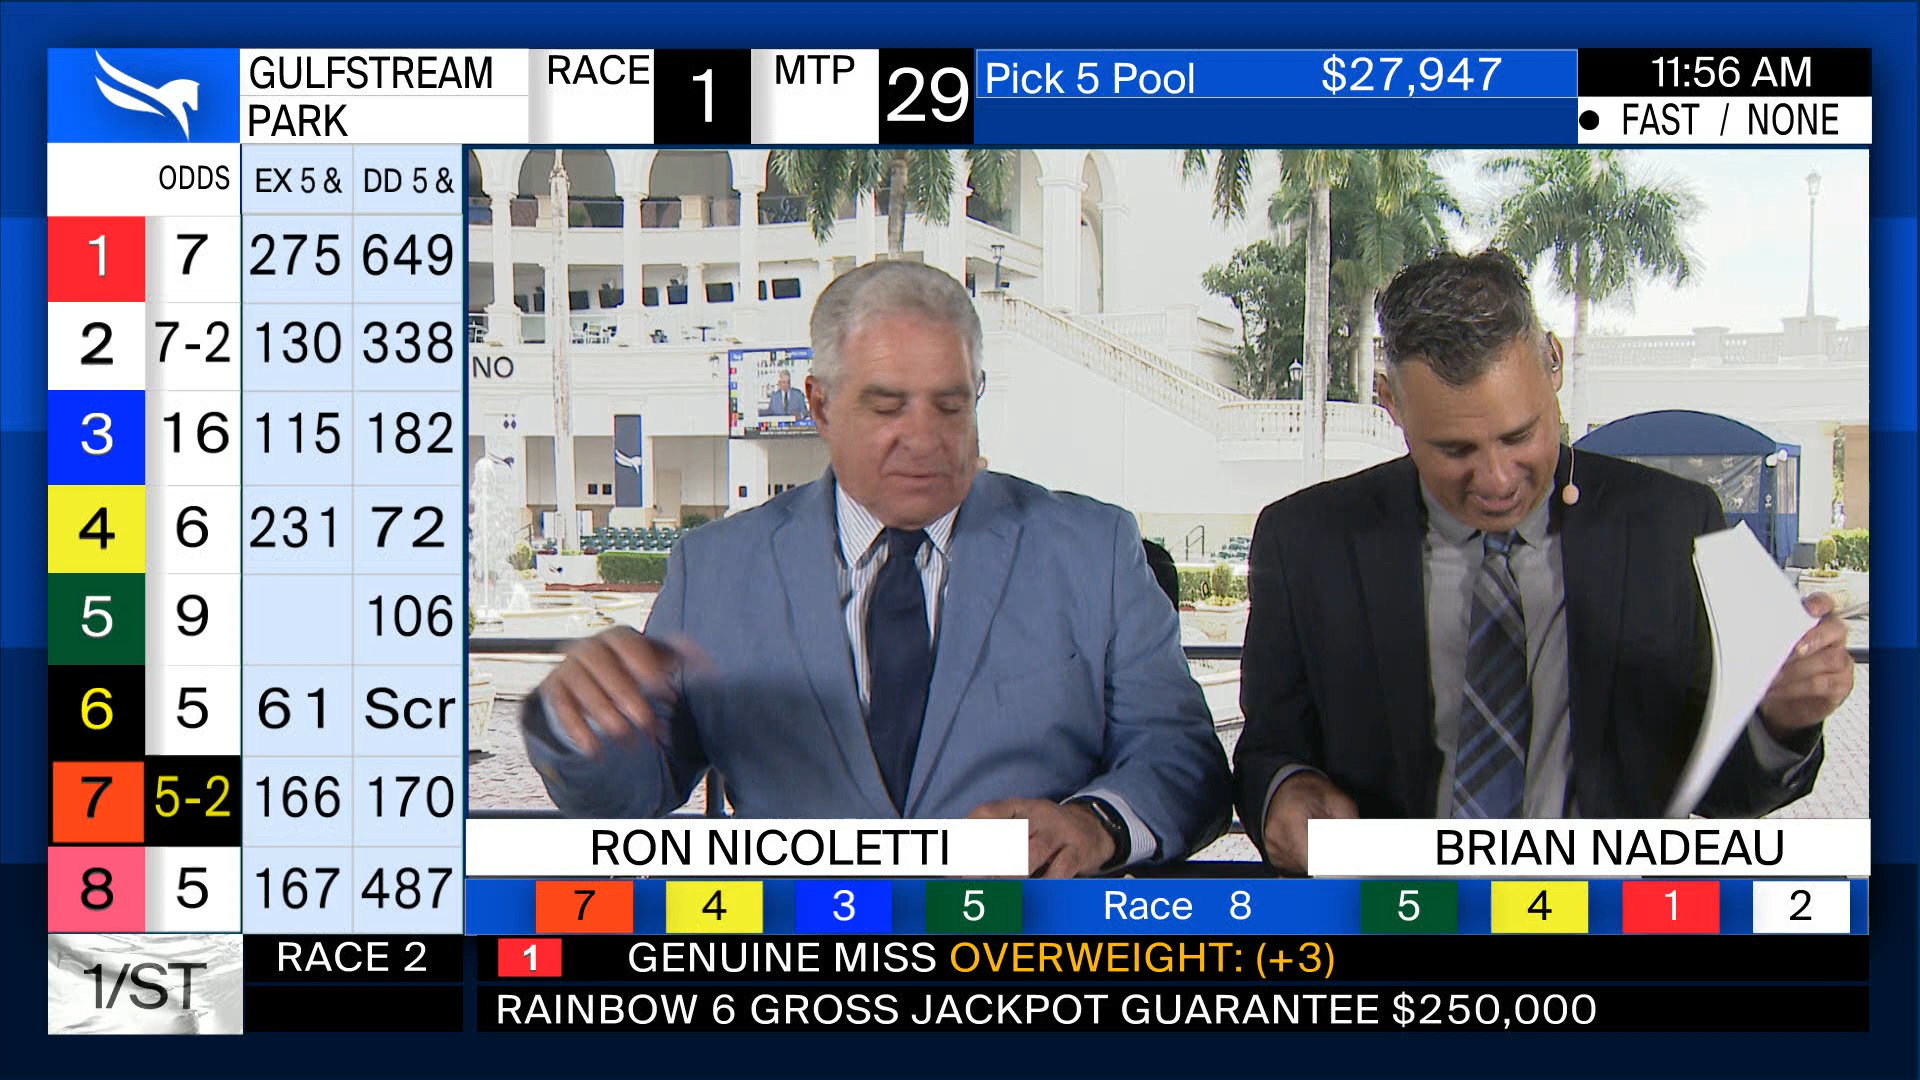 GULFSTREAM PARK
RACE 1 MTP 29
Pick 5 Pool $27,947
11:56 AM
FAST / NONE
ODDS EX 5 & DD 5 &
1 7 275 649
2 7-2 130 338
3 16 115 182
4 6 231 72
5 9 106
6 5 61 Scr
7 5-2 166 170
8 5 167 487
NO
RON NICOLETTI
BRIAN NADEAU
7 4 3 5 Race 8 5 4 1 2
1/ST
RACE 2
1 GENUINE MISS OVERWEIGHT: (+3)
RAINBOW 6 GROSS JACKPOT GUARANTEE $250,000